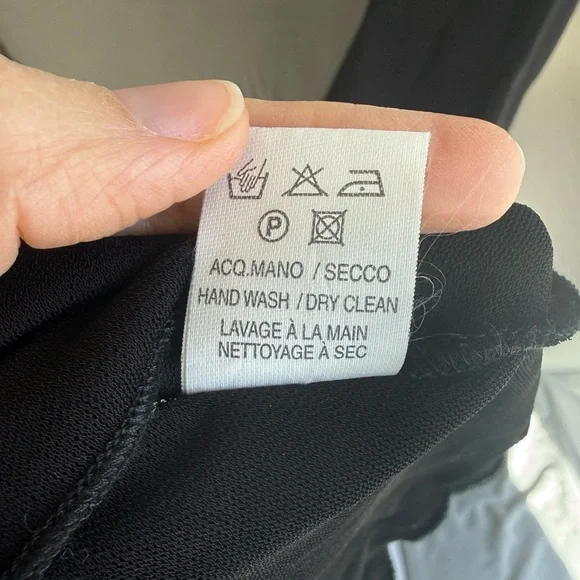 P
ACQ.MANO / SECCO
HAND WASH / DRY CLEAN
LAVAGE À LA MAIN
NETTOYAGE À SEC